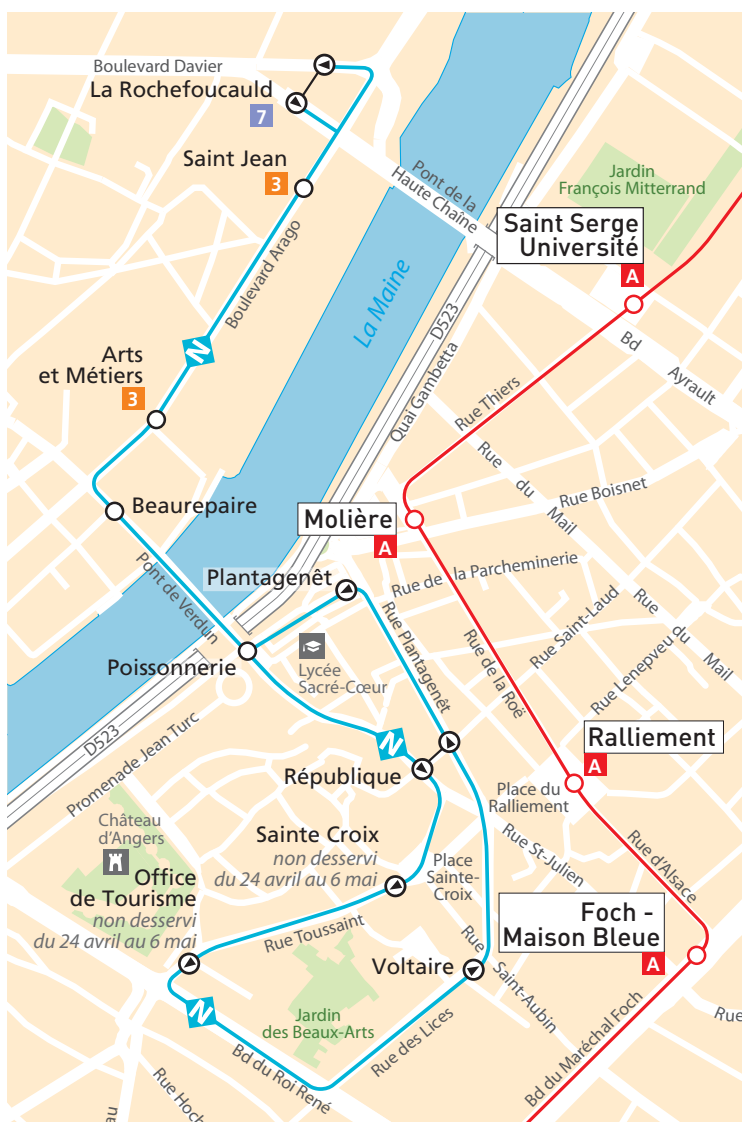 Boulevard Davier
La Rochefoucauld
7
Saint Jean
3
Boulevard Arago
N
Arts
et Métiers
3
Beaurepaire
Pont de Verdun
Pont de la
Haute Chaîne
La Maine
D523
Quai Gambetta
Jardin
François Mitterrand
Saint Serge
Université
A
Bd
Ayrault
Rue Thiers
Rue du Mail
Rue Boisnet
Molière
A
Plantagenêt
Rue de la Parcheminerie
Rue Plantagenêt
Rue de la Roë
Rue Saint-Laud
Rue du Mail
Rue Lenepveu
Poissonnerie
Lycée
Sacré-Cœur
D523
Promenade Jean Turc
N
République
Ralliement
A
Place du
Ralliement
Château
d'Angers
Sainte Croix
non desservi
du 24 avril au 6 mai
Place
Sainte-
Croix
Rue St-Julien
Rue d'Alsace
Office
de Tourisme
non desservi
du 24 avril au 6 mai
Rue Toussaint
Voltaire
Rue Saint-Aubin
Foch -
Maison Bleue
A
N
Jardin
des Beaux-Arts
Bd du Roi René
Rue des Lices
Bd du Maréchal Foch
Rue
Rue Hoch
au